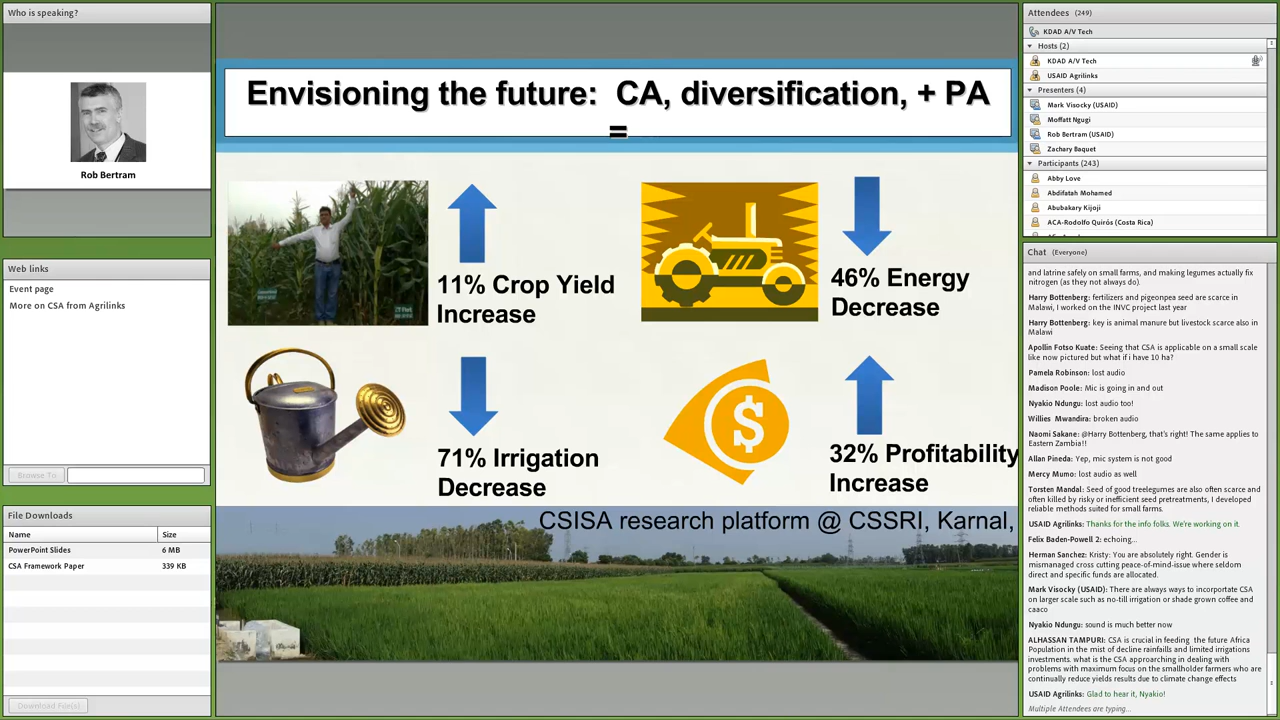 Who is speaking?
Rob Bertram
Web links
Event page
More on CSA from Agrilinks
Browse To
File Downloads
Name Size
PowerPoint Slides 6 MB
CSA Framework Paper 339 KB
Download File(s)
Envisioning the future: CA, diversification, + PA
=
11% Crop Yield
Increase
46% Energy
Decrease
71% Irrigation
Decrease
$
32% Profitability
Increase
CSISA research platform @ CSSRI, Karnal,
Attendees (249)
KDAD A/V Tech
Hosts (2)
KDAD A/V Tech
USAID Agrilinks
Presenters (4)
Mark Visocky (USAID)
Moffatt Ngugi
Rob Bertram (USAID)
Zachary Baquet
Participants (243)
Abby Love
Abdifatah Mohamed
Abubakary Kijoji
ACA-Rodolfo Quirós (Costa Rica)
Chat (Everyone)
and latrine safely on small farms, and making legumes actually fix
nitrogen (as they not always do).
Harry Bottenberg: fertilizers and pigeonpea seed are scarce in
Malawi, I worked on the INVC project last year
Harry Bottenberg: key is animal manure but livestock scarce also in
Malawi
Apollin Fotso Kuate: Seeing that CSA is applicable on a small scale
like now pictured but what if i have 10 ha?
Pamela Robinson: lost audio
Madison Poole: Mic is going in and out
Nyakio Ndungu: lost audio too!
Willies Mwandira: broken audio
Naomi Sakane: @Harry Bottenberg, that's right! The same applies to
Eastern Zambia!!
Allan Pineda: Yep, mic system is not good
Mercy Mumo: lost audio as well
Torsten Mandal: Seed of good treelegumes are also often scarce and
often killed by risky or inefficient seed pretreatments, I developed
reliable methods suited for small farms.
USAID Agrilinks: Thanks for the info folks. We're working on it.
Felix Baden-Powell 2: echoing...
Herman Sanchez: Kristy: You are absolutely right. Gender is
mismanaged cross cutting peace-of-mind-issue where seldom
direct and specific funds are allocated.
Mark Visocky (USAID): There are always ways to incorportate CSA
on larger scale such as no-till irrigation or shade grown coffee and
caaco
Nyakio Ndungu: sound is much better now
ALHASSAN TAMPURI: CSA is crucial in feeding the future Africa
Population in the mist of decline rainfaills and limited irrigations
investments. what is the CSA approarching in dealing with
problems with maximum focus on the smallholder farmers who are
continually reduce yields results due to climate change effects
USAID Agrilinks: Glad to hear it, Nyakio!
Multiple Attendees are typing...